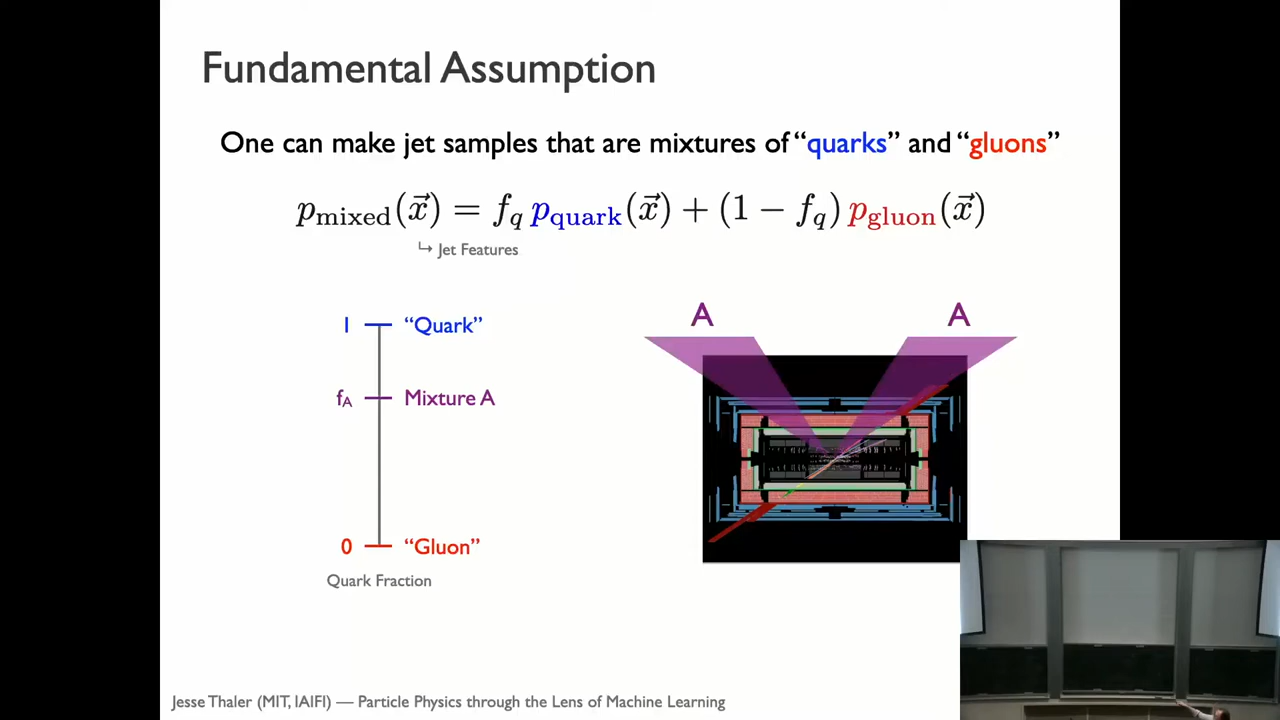 Fundamental Assumption
One can make jet samples that are mixtures of “quarks” and “gluons”
p_mixed(x⃗) = f_q p_quark(x⃗) + (1 − f_q) p_gluon(x⃗)
↳ Jet Features
A A
1 “Quark”
f_A Mixture A
0 “Gluon”
Quark Fraction
Jesse Thaler (MIT, IAIFI) — Particle Physics through the Lens of Machine Learning